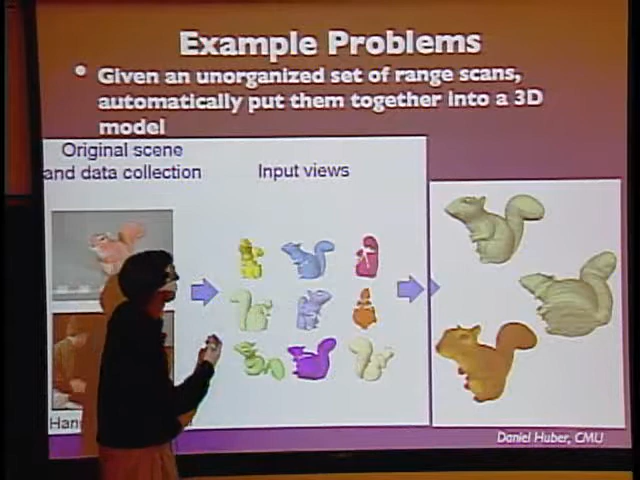 Example Problems
• Given an unorganized set of range scans,
automatically put them together into a 3D
model
Original scene
and data collection
Input views
Han
Daniel Huber, CMU